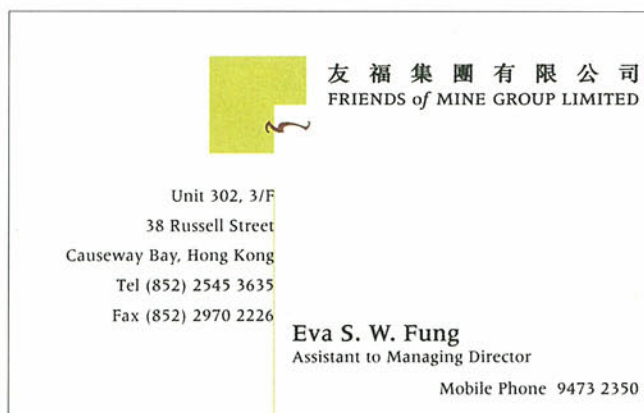 友福集團有限公司
FRIENDS of MINE GROUP LIMITED
Unit 302, 3/F
38 Russell Street
Causeway Bay, Hong Kong
Tel (852) 2545 3635
Fax (852) 2970 2226
Eva S. W. Fung
Assistant to Managing Director
Mobile Phone 9473 2350